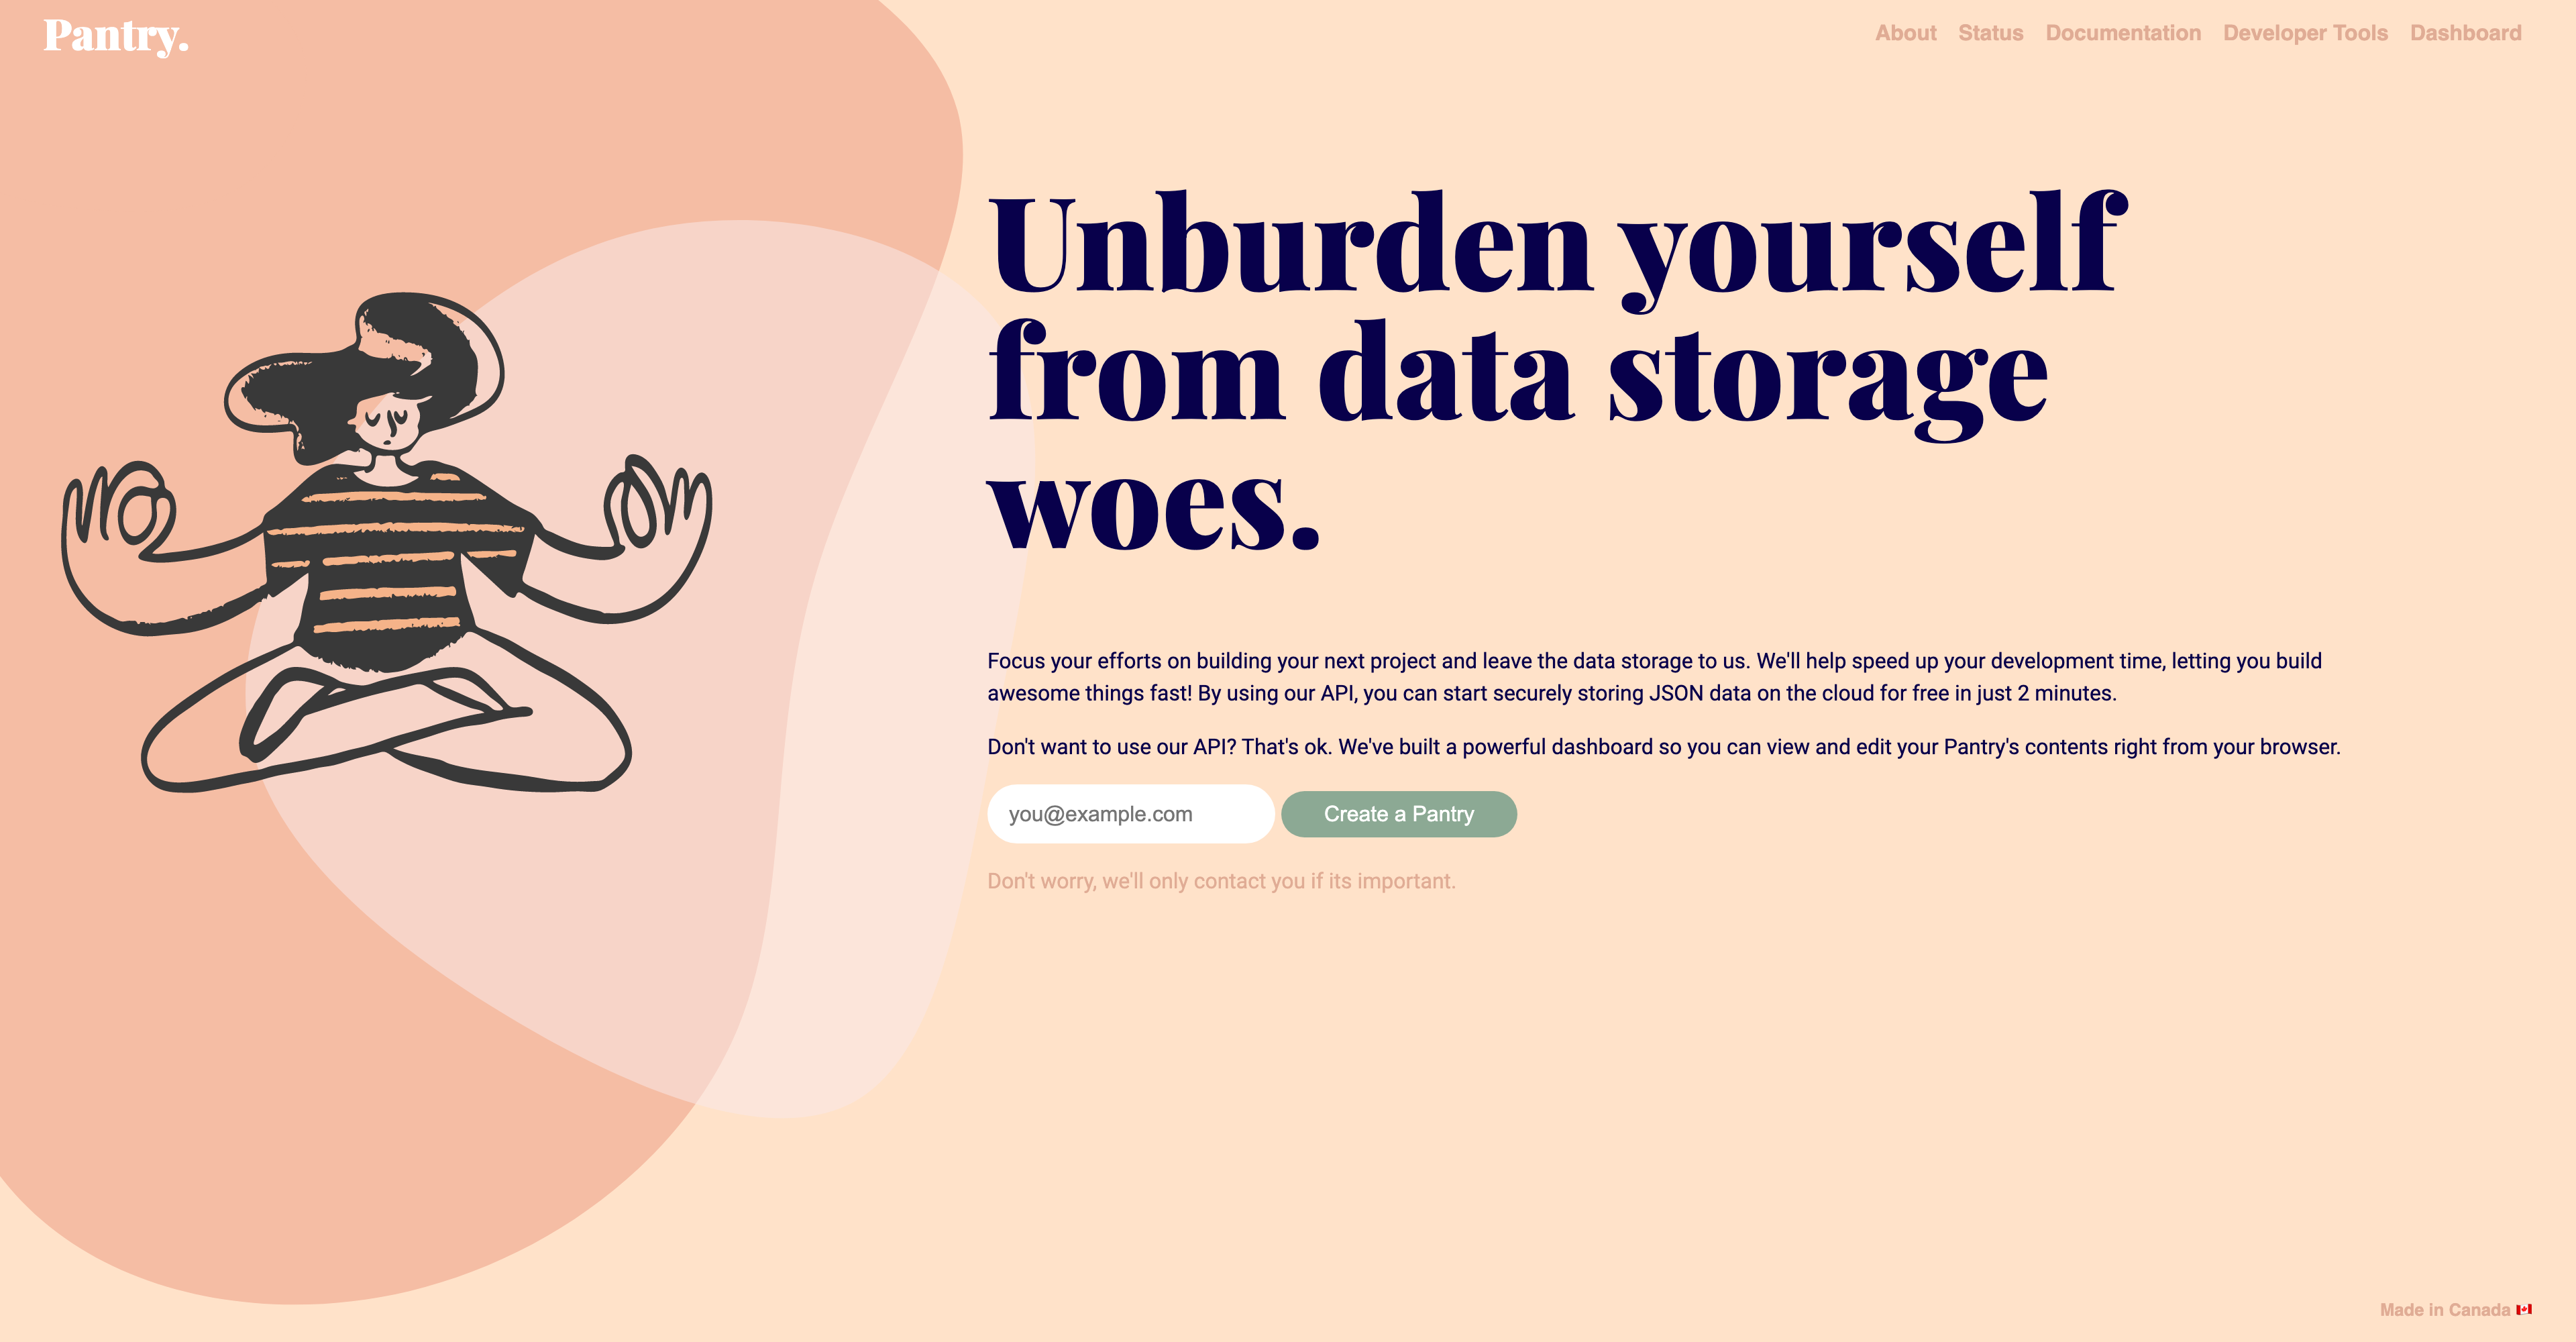 Pantry.
About Status Documentation Developer Tools Dashboard
Unburden yourself
from data storage
woes.
Focus your efforts on building your next project and leave the data storage to us. We'll help speed up your development time, letting you build
awesome things fast! By using our API, you can start securely storing JSON data on the cloud for free in just 2 minutes.
Don't want to use our API? That's ok. We've built a powerful dashboard so you can view and edit your Pantry's contents right from your browser.
you@example.com
Create a Pantry
Don't worry, we'll only contact you if its important.
Made in Canada 🇨🇦